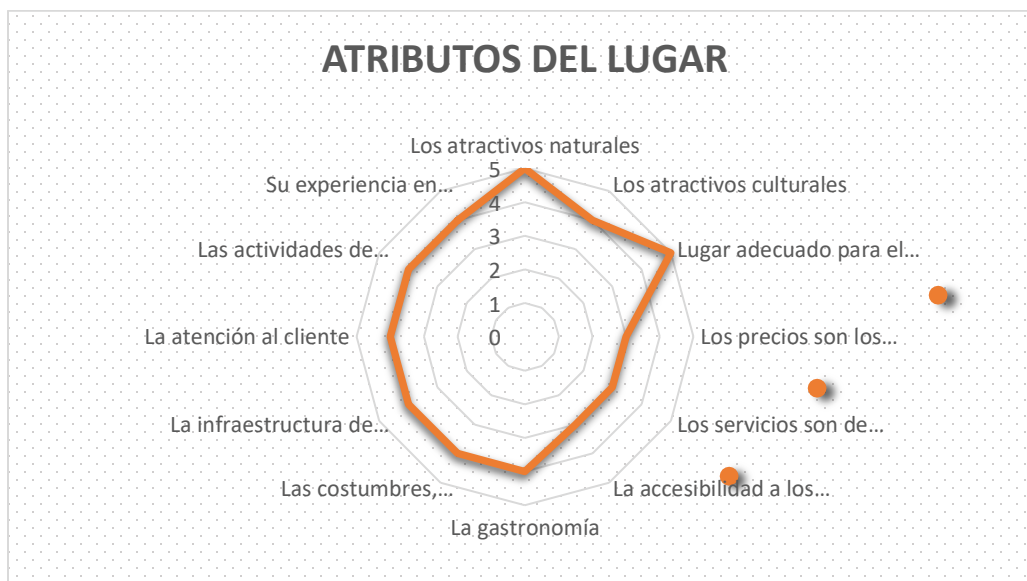 ATRIBUTOS DEL LUGAR
Los atractivos naturales
Su experiencia en...
Los atractivos culturales
Las actividades de...
Lugar adecuado para el...
La atención al cliente
Los precios son los...
La infraestructura de...
Los servicios son de...
Las costumbres,...
La accesibilidad a los...
La gastronomía
5
4
3
2
1
0